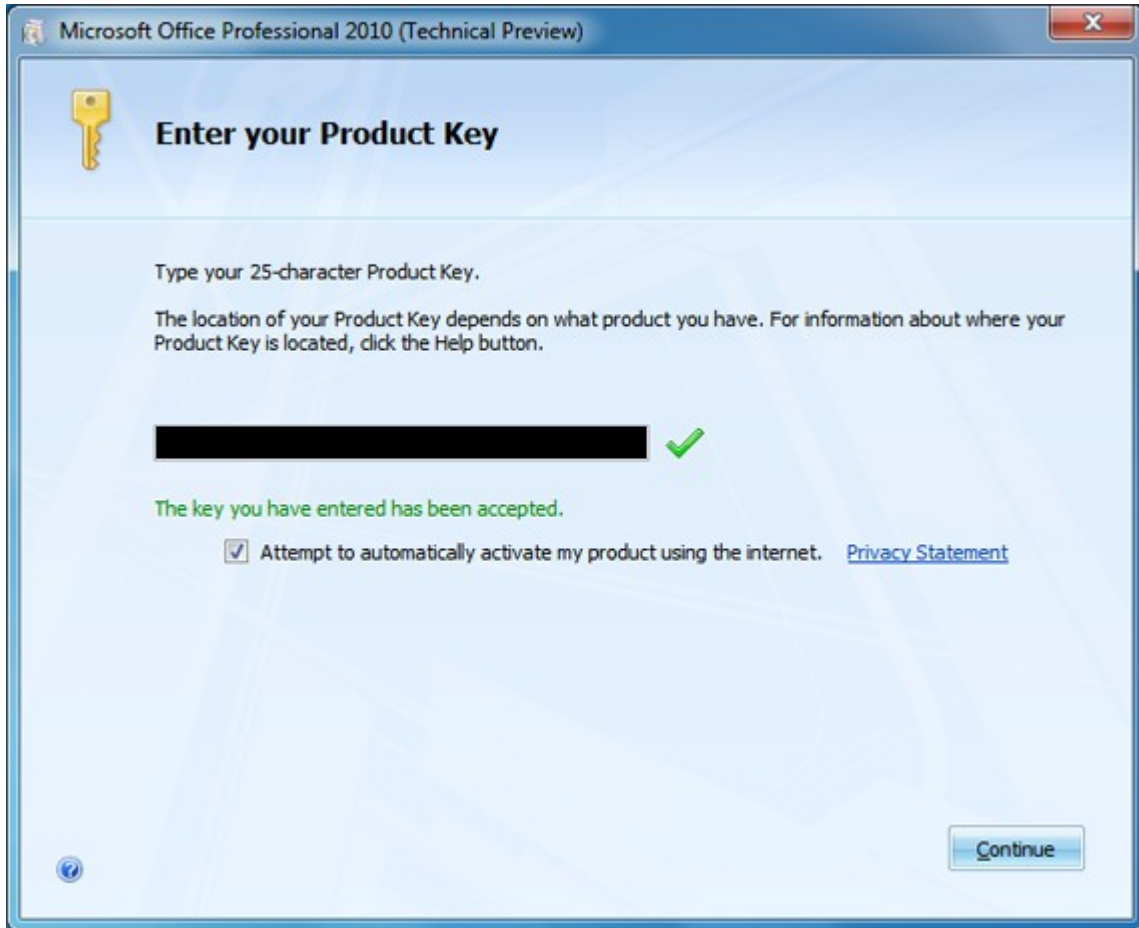 Microsoft Office Professional 2010 (Technical Preview)
Enter your Product Key
Type your 25-character Product Key.
The location of your Product Key depends on what product you have. For information about where your
Product Key is located, click the Help button.
The key you have entered has been accepted.
Attempt to automatically activate my product using the internet. Privacy Statement
Continue